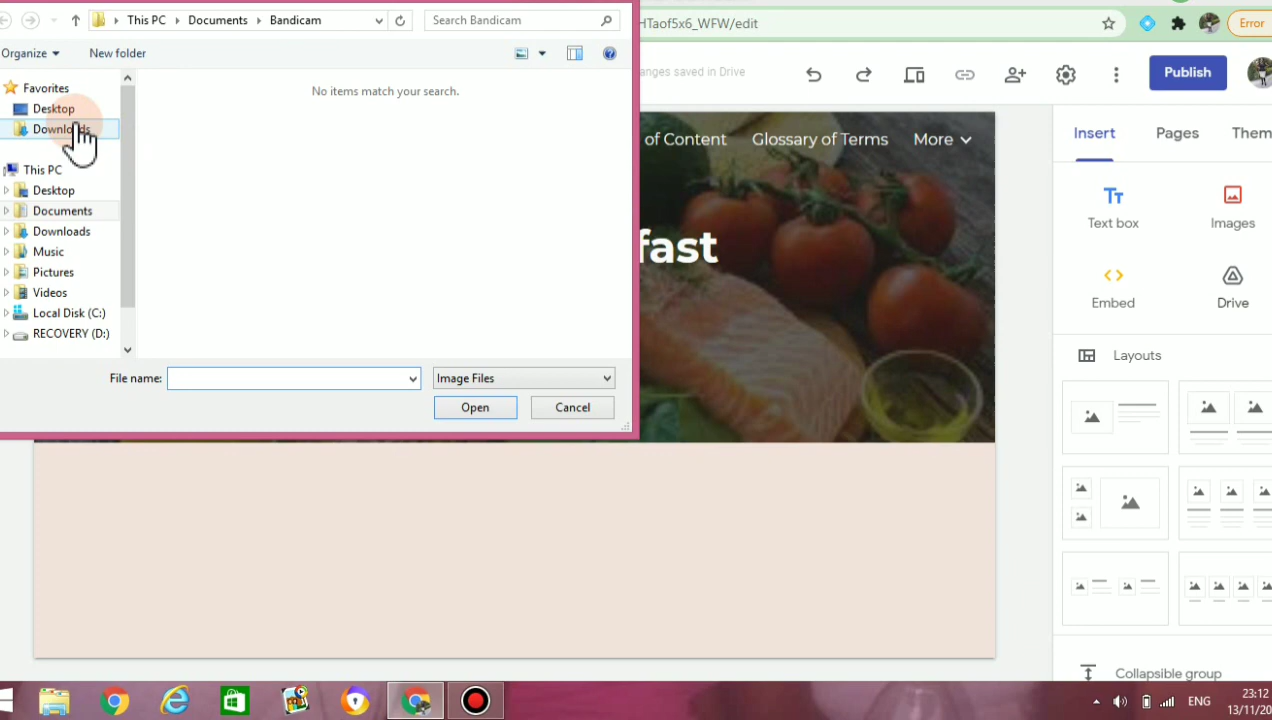 This PC
Documents
Bandicam
Search Bandicam
HTaof5x6_WFW/edit
Error
Organize
New folder
anges saved in Drive
Publish
Favorites
Desktop
Downloads
This PC
Desktop
Documents
Downloads
Music
Pictures
Videos
Local Disk (C:)
RECOVERY (D:)
No items match your search.
File name:
Image Files
Open
Cancel
of Content
Glossary of Terms
More
fast
Insert
Pages
Them
Tт
Text box
Images
Embed
Drive
Layouts
Collapsible group
ENG
23:12
13/11/20